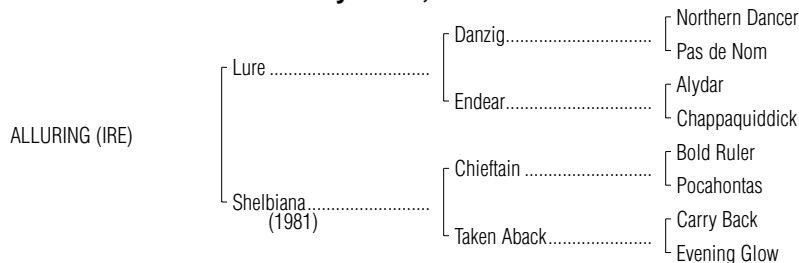 Northern Dancer
Danzig.................................
Pas de Nom
Lure ....................................
Alydar
Endear.................................
Chappaquiddick
ALLURING (IRE)
Bold Ruler
Chieftain .............................
Pocahontas
Shelbiana............................
(1981)
Carry Back
Taken Aback.......................
Evening Glow